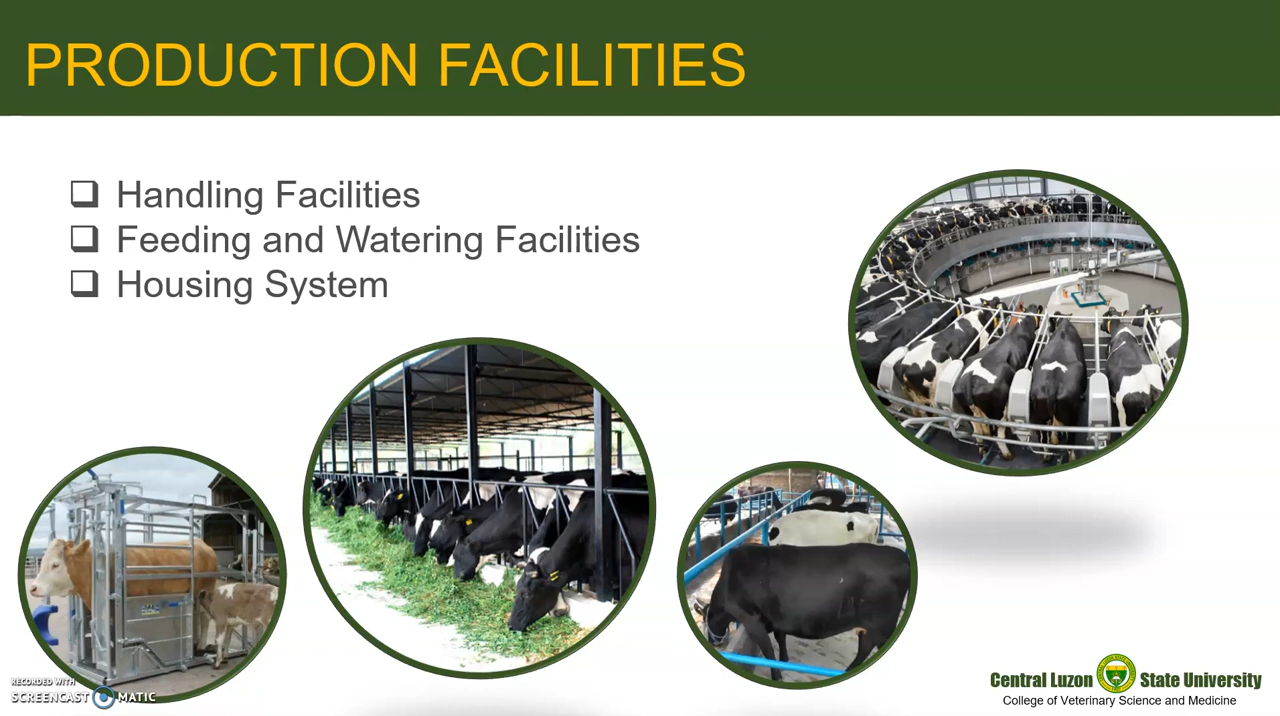 PRODUCTION FACILITIES
❑ Handling Facilities
❑ Feeding and Watering Facilities
❑ Housing System
RECORDED WITH
SCREENCAST MATIC
Central Luzon State University
College of Veterinary Science and Medicine